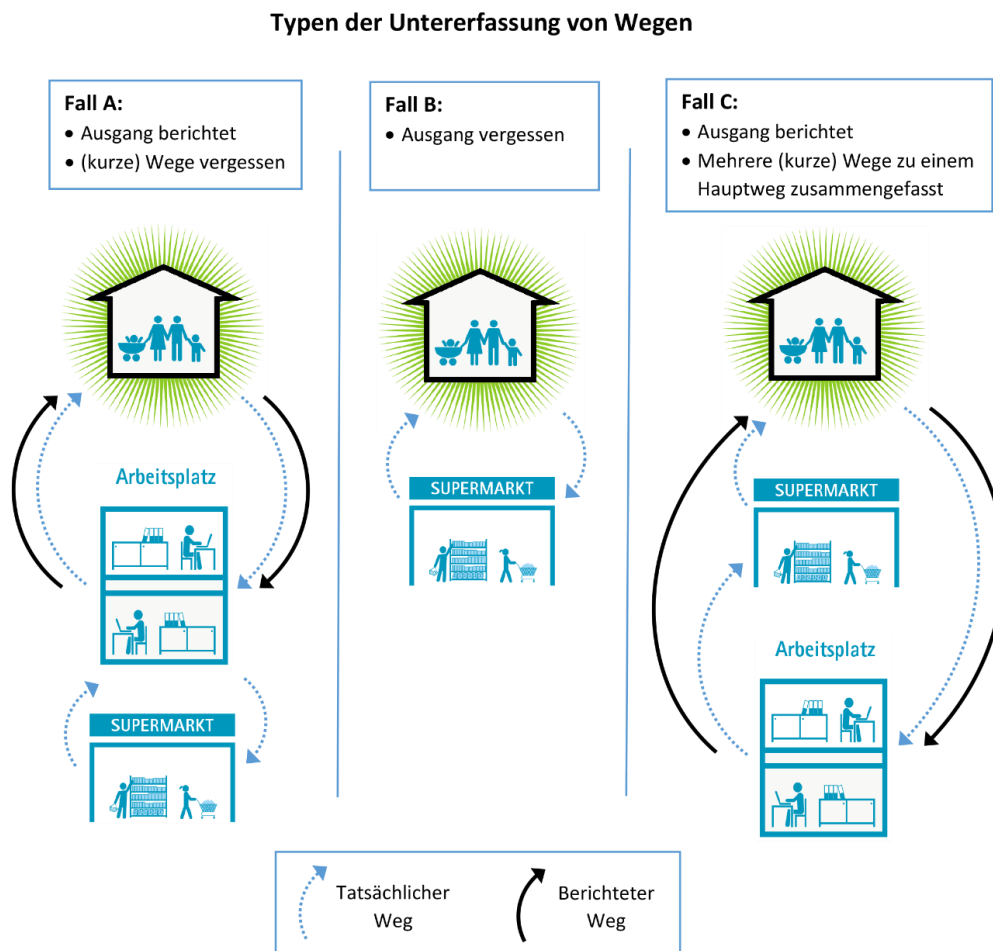 Typen der Untererfassung von Wegen
Fall A:
• Ausgang berichtet
• (kurze) Wege vergessen
Fall B:
• Ausgang vergessen
Fall C:
• Ausgang berichtet
• Mehrere (kurze) Wege zu einem
Hauptweg zusammengefasst
Arbeitsplatz
SUPERMARKT
SUPERMARKT
SUPERMARKT
Arbeitsplatz
Tatsächlicher
Weg
Berichteter
Weg